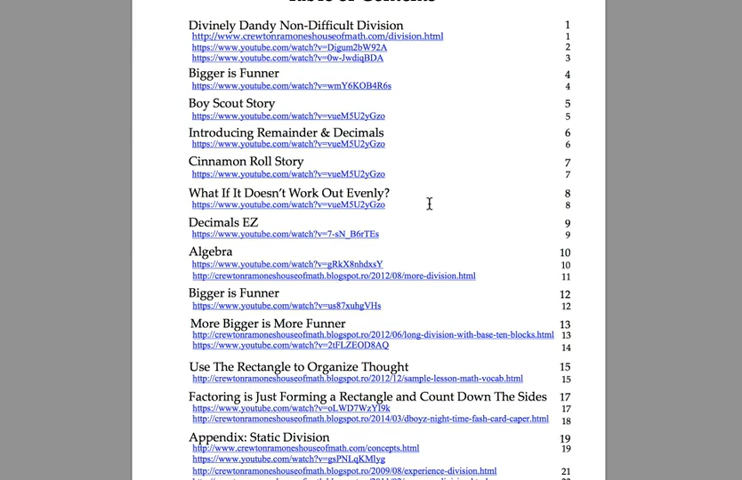 Divinely Dandy Non-Difficult Division 1
http://www.crewtonramoneshouseofmath.com/division.html 1
https://www.youtube.com/watch?v=Digum2bW92A 2
https://www.youtube.com/watch?v=0w-JwdiqBDA 3
Bigger is Funner 4
https://www.youtube.com/watch?v=wmY6KOB4R6s 4
Boy Scout Story 5
https://www.youtube.com/watch?v=vueM5U2yGzo 5
Introducing Remainder & Decimals 6
https://www.youtube.com/watch?v=vueM5U2yGzo 6
Cinnamon Roll Story 7
https://www.youtube.com/watch?v=vueM5U2yGzo 7
What If It Doesn't Work Out Evenly? 8
https://www.youtube.com/watch?v=vueM5U2yGzo 8
Decimals EZ 9
https://www.youtube.com/watch?v=7-sN_B6rTEs 9
Algebra 10
https://www.youtube.com/watch?v=gRkX8nhdxsY 10
http://crewtonramoneshouseofmath.blogspot.ro/2012/08/more-division.html 11
Bigger is Funner 12
https://www.youtube.com/watch?v=us87xuhgVHs 12
More Bigger is More Funner 13
http://crewtonramoneshouseofmath.blogspot.ro/2012/06/long-division-with-base-ten-blocks.html 13
https://www.youtube.com/watch?v=2tFLZEOD8AQ 14
Use The Rectangle to Organize Thought 15
http://crewtonramoneshouseofmath.blogspot.ro/2012/12/sample-lesson-math-vocab.html 15
Factoring is Just Forming a Rectangle and Count Down The Sides 17
https://www.youtube.com/watch?v=oLWD7WzYl9k 17
http://crewtonramoneshouseofmath.blogspot.ro/2014/03/dboyz-night-time-fash-card-caper.html 18
Appendix: Static Division 19
http://www.crewtonramoneshouseofmath.com/concepts.html 19
https://www.youtube.com/watch?v=gsPNLqKMlyg
http://crewtonramoneshouseofmath.blogspot.ro/2009/08/experience-division.html 21